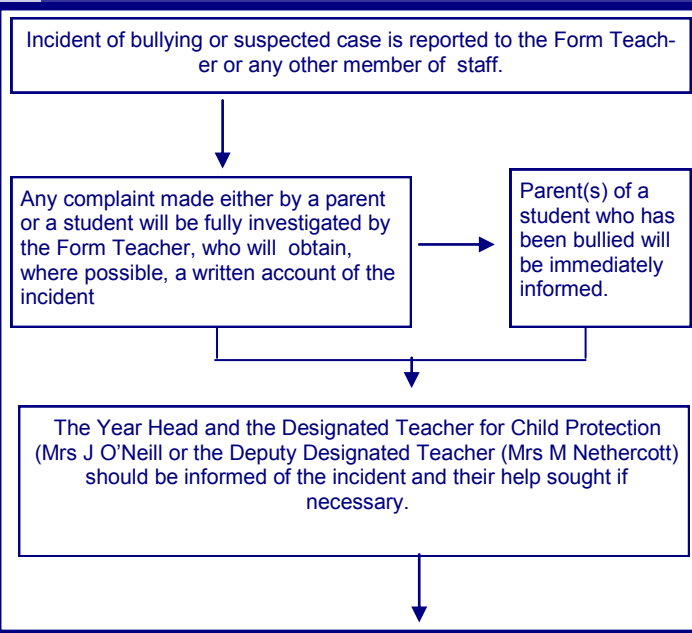 Incident of bullying or suspected case is reported to the Form Teach-
er or any other member of staff.
Any complaint made either by a parent
or a student will be fully investigated by
the Form Teacher, who will obtain,
where possible, a written account of the
incident
Parent(s) of a
student who has
been bullied will
be immediately
informed.
The Year Head and the Designated Teacher for Child Protection
(Mrs J O’Neill or the Deputy Designated Teacher (Mrs M Nethercott)
should be informed of the incident and their help sought if
necessary.